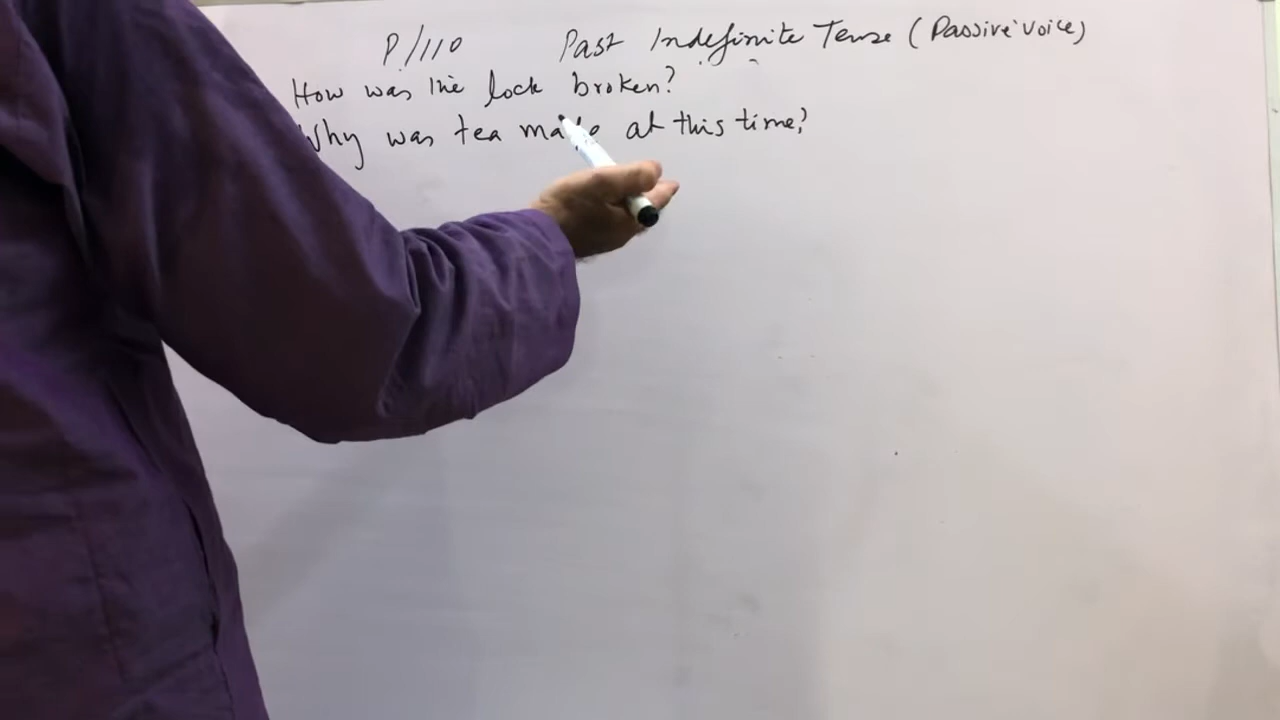 P/110 Past Indefinite Tense (Passive Voice)
How was the lock broken?
Why was tea made at this time?